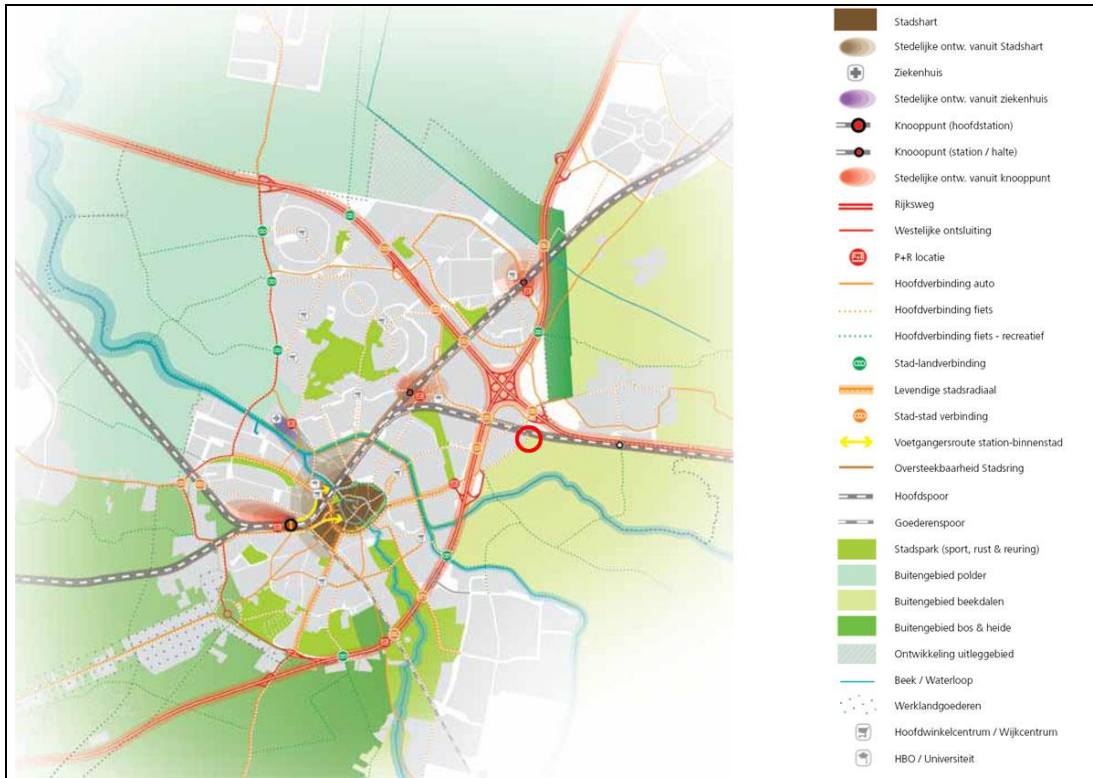 Stadshart
Stedelijke ontw. vanuit Stadshart
Ziekenhuis
Stedelijke ontw. vanuit ziekenhuis
Knooppunt (hoofdstation)
Knooopunt (station / halte)
Stedelijke ontw. vanuit knooppunt
Rijksweg
Westelijke ontsluiting
P+R locatie
Hoofdverbinding auto
Hoofdverbinding fiets
Hoofdverbinding fiets - recreatief
Stad-landverbinding
Levendige stadsradiaal
Stad-stad verbinding
Voetgangersroute station-binnenstad
Oversteekbaarheid Stadsring
Hoofdspoor
Goederenspoor
Stadspark (sport, rust & reuring)
Buitengebied polder
Buitengebied beekdalen
Buitengebied bos & heide
Ontwikkeling uitleggebied
Beek / Waterloop
Werklandgoederen
Hoofdwinkelcentrum / Wijkcentrum
HBO / Universiteit